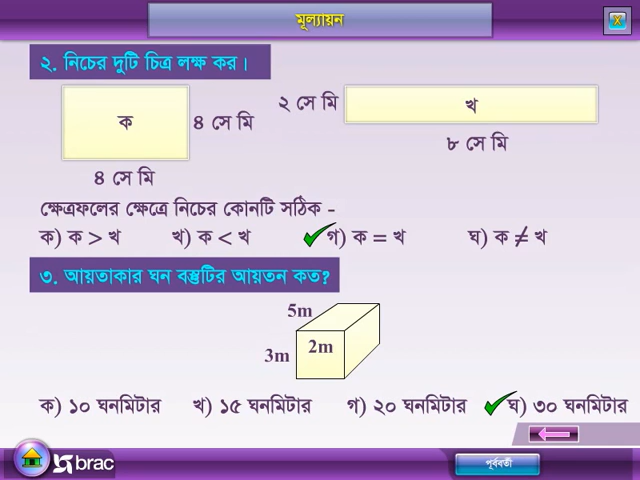 মূল্যায়ন
X
২. নিচের দুটি চিত্র লক্ষ কর।
ক
৪ সে মি
৪ সে মি
২ সে মি
খ
৮ সে মি
ক্ষেত্রফলের ক্ষেত্রে নিচের কোনটি সঠিক -
ক) ক > খ খ) ক < খ গ) ক = খ ঘ) ক ≠ খ
৩. আয়তাকার ঘন বস্তুটির আয়তন কত?
5m
3m
2m
ক) ১০ ঘনমিটার খ) ১৫ ঘনমিটার গ) ২০ ঘনমিটার ঘ) ৩০ ঘনমিটার
brac
পূর্ববর্তী